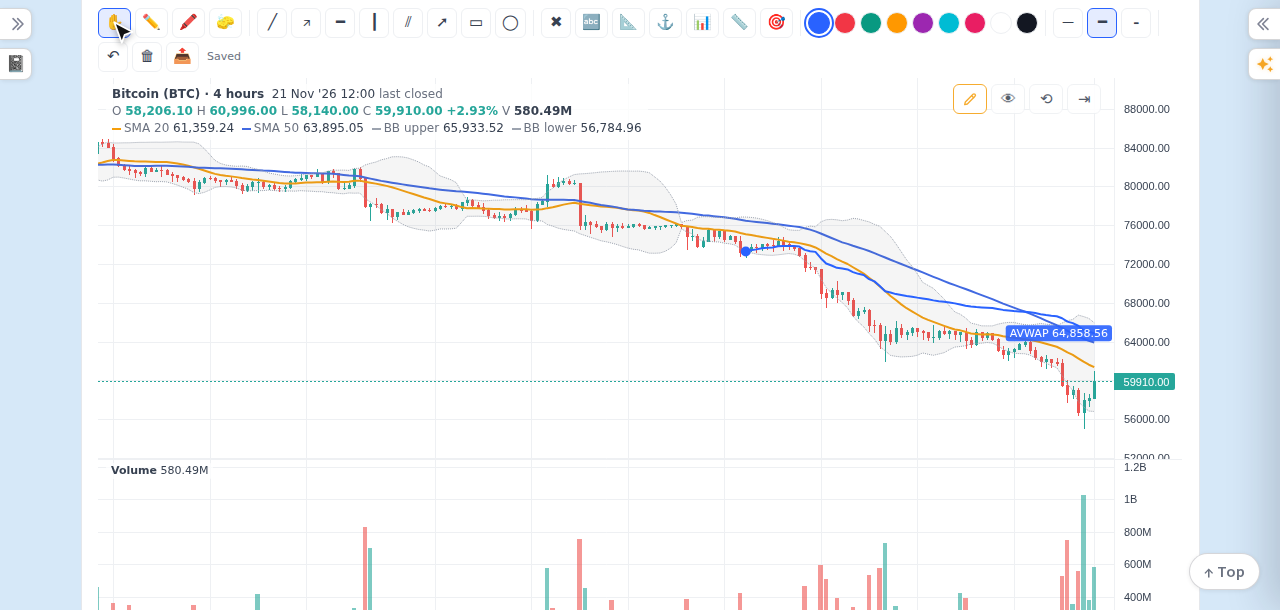 Saved
Bitcoin (BTC) · 4 hours 21 Nov '26 12:00 last closed
O 58,206.10 H 60,996.00 L 58,140.00 C 59,910.00 +2.93% V 580.49M
SMA 20 61,359.24 SMA 50 63,895.05 BB upper 65,933.52 BB lower 56,784.96
88000.00
84000.00
80000.00
76000.00
72000.00
68000.00
AVWAP 64,858.56
64000.00
59910.00
56000.00
52000.00
Volume 580.49M
1.2B
1B
800M
600M
400M
↑ Top